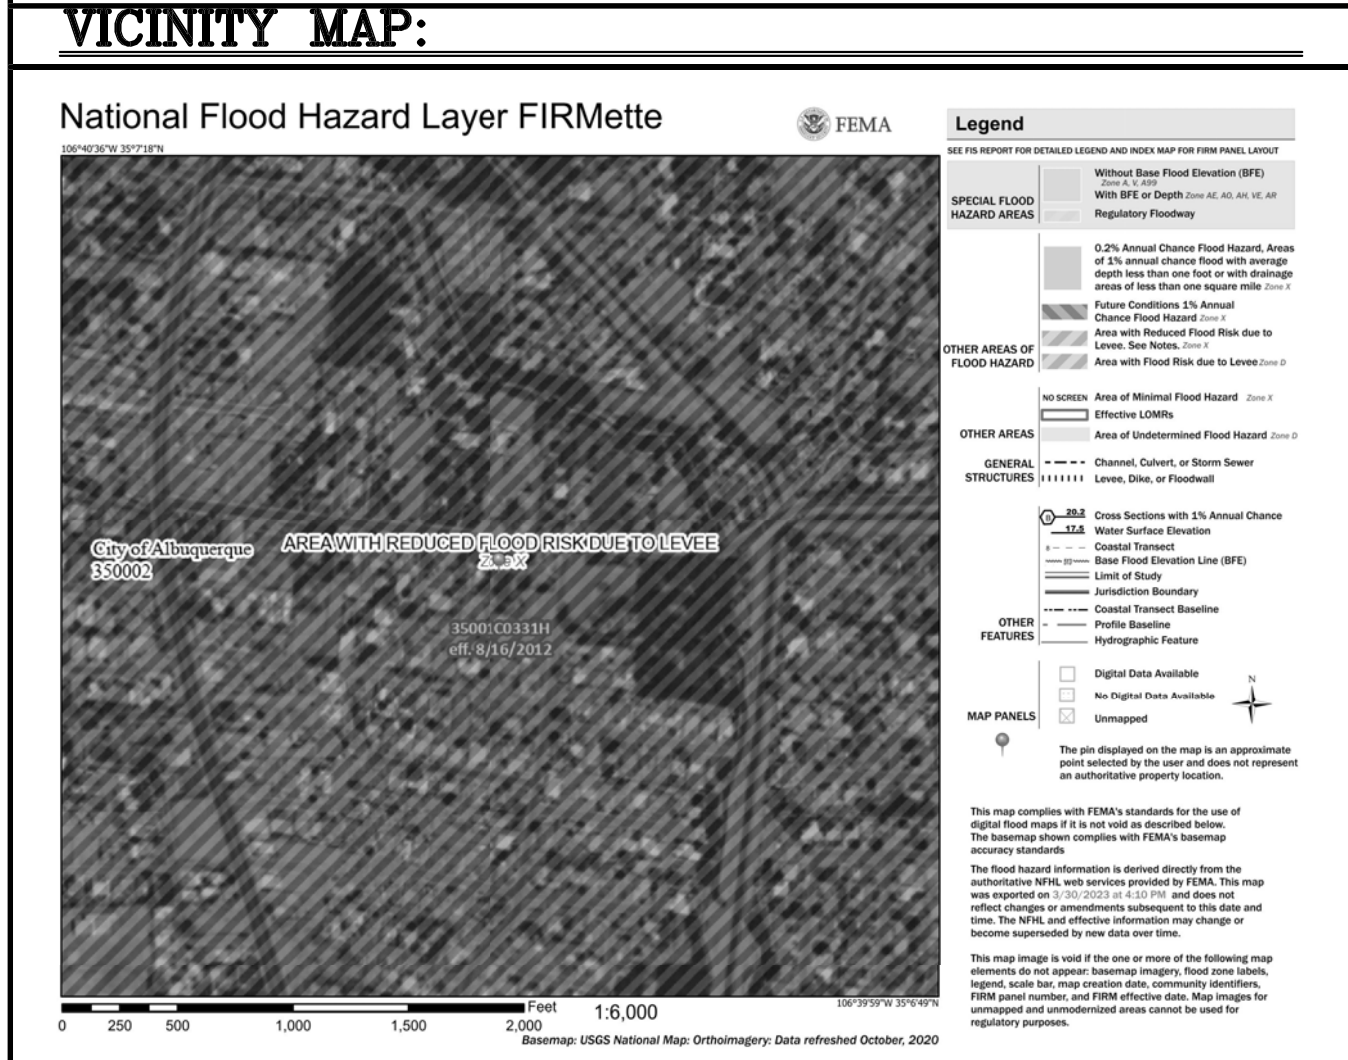 VICINITY MAP:
National Flood Hazard Layer FIRMette
FEMA
106°40'36"W 35°7'18"N
City of Albuquerque
350002
AREA WITH REDUCED FLOOD RISK DUE TO LEVEE
Zone X
35001C0331H
eff. 8/16/2012
106°39'59"W 35°6'49"N
Feet
1:6,000
0 250 500 1,000 1,500 2,000
Basemap: USGS National Map: Orthoimagery: Data refreshed October, 2020
Legend
SEE FIS REPORT FOR DETAILED LEGEND AND INDEX MAP FOR FIRM PANEL LAYOUT
SPECIAL FLOOD
HAZARD AREAS
Without Base Flood Elevation (BFE)
Zone A, V, A99
With BFE or Depth Zone AE, AO, AH, VE, AR
Regulatory Floodway
0.2% Annual Chance Flood Hazard, Areas
of 1% annual chance flood with average
depth less than one foot or with drainage
areas of less than one square mile Zone X
Future Conditions 1% Annual
Chance Flood Hazard Zone X
Area with Reduced Flood Risk due to
Levee. See Notes. Zone X
Area with Flood Risk due to Levee Zone D
OTHER AREAS OF
FLOOD HAZARD
NO SCREEN Area of Minimal Flood Hazard Zone X
Effective LOMRs
OTHER AREAS
Area of Undetermined Flood Hazard Zone D
GENERAL
STRUCTURES
Channel, Culvert, or Storm Sewer
Levee, Dike, or Floodwall
B 20.2 Cross Sections with 1% Annual Chance
17.5 Water Surface Elevation
8 Coastal Transect
513 Base Flood Elevation Line (BFE)
Limit of Study
Jurisdiction Boundary
Coastal Transect Baseline
OTHER
FEATURES
Profile Baseline
Hydrographic Feature
Digital Data Available
No Digital Data Available
Unmapped
MAP PANELS
N
The pin displayed on the map is an approximate
point selected by the user and does not represent
an authoritative property location.
This map complies with FEMA's standards for the use of
digital flood maps if it is not void as described below.
The basemap shown complies with FEMA's basemap
accuracy standards
The flood hazard information is derived directly from the
authoritative NFHL web services provided by FEMA. This map
was exported on 3/30/2023 at 4:10 PM and does not
reflect changes or amendments subsequent to this date and
time. The NFHL and effective information may change or
become superseded by new data over time.
This map image is void if the one or more of the following map
elements do not appear: basemap imagery, flood zone labels,
legend, scale bar, map creation date, community identifiers,
FIRM panel number, and FIRM effective date. Map images for
unmapped and unmodernized areas cannot be used for
regulatory purposes.